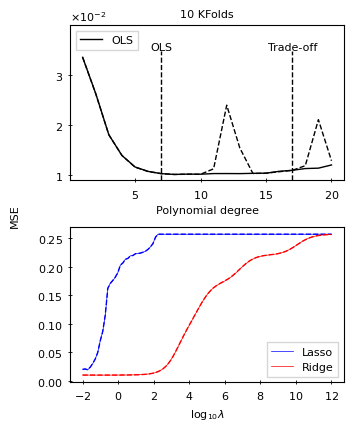 10 KFolds
×10⁻²
OLS
OLS
Trade-off
3
2
1
5
10
15
20
Polynomial degree
MSE
0.25
0.20
0.15
0.10
0.05
0.00
Lasso
Ridge
−2
0
2
4
6
8
10
12
log₁₀λ